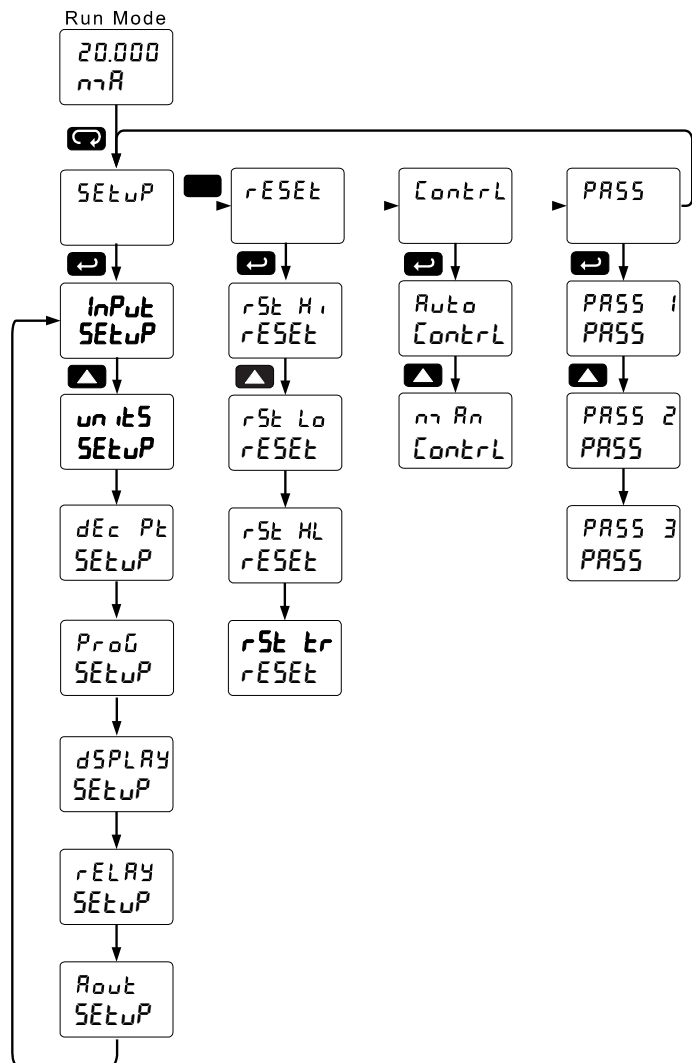 Run Mode
20.000
mA
SEtuP
rESEt
ContrL
PASS
InPut
SEtuP
rSt Hi
rESEt
Auto
ContrL
PASS 1
PASS
unitS
SEtuP
rSt Lo
rESEt
mAn
ContrL
PASS 2
PASS
dEc Pt
SEtuP
rSt HL
rESEt
PASS 3
PASS
ProG
SEtuP
rSt tr
rESEt
dSPLAY
SEtuP
rELAY
SEtuP
Aout
SEtuP